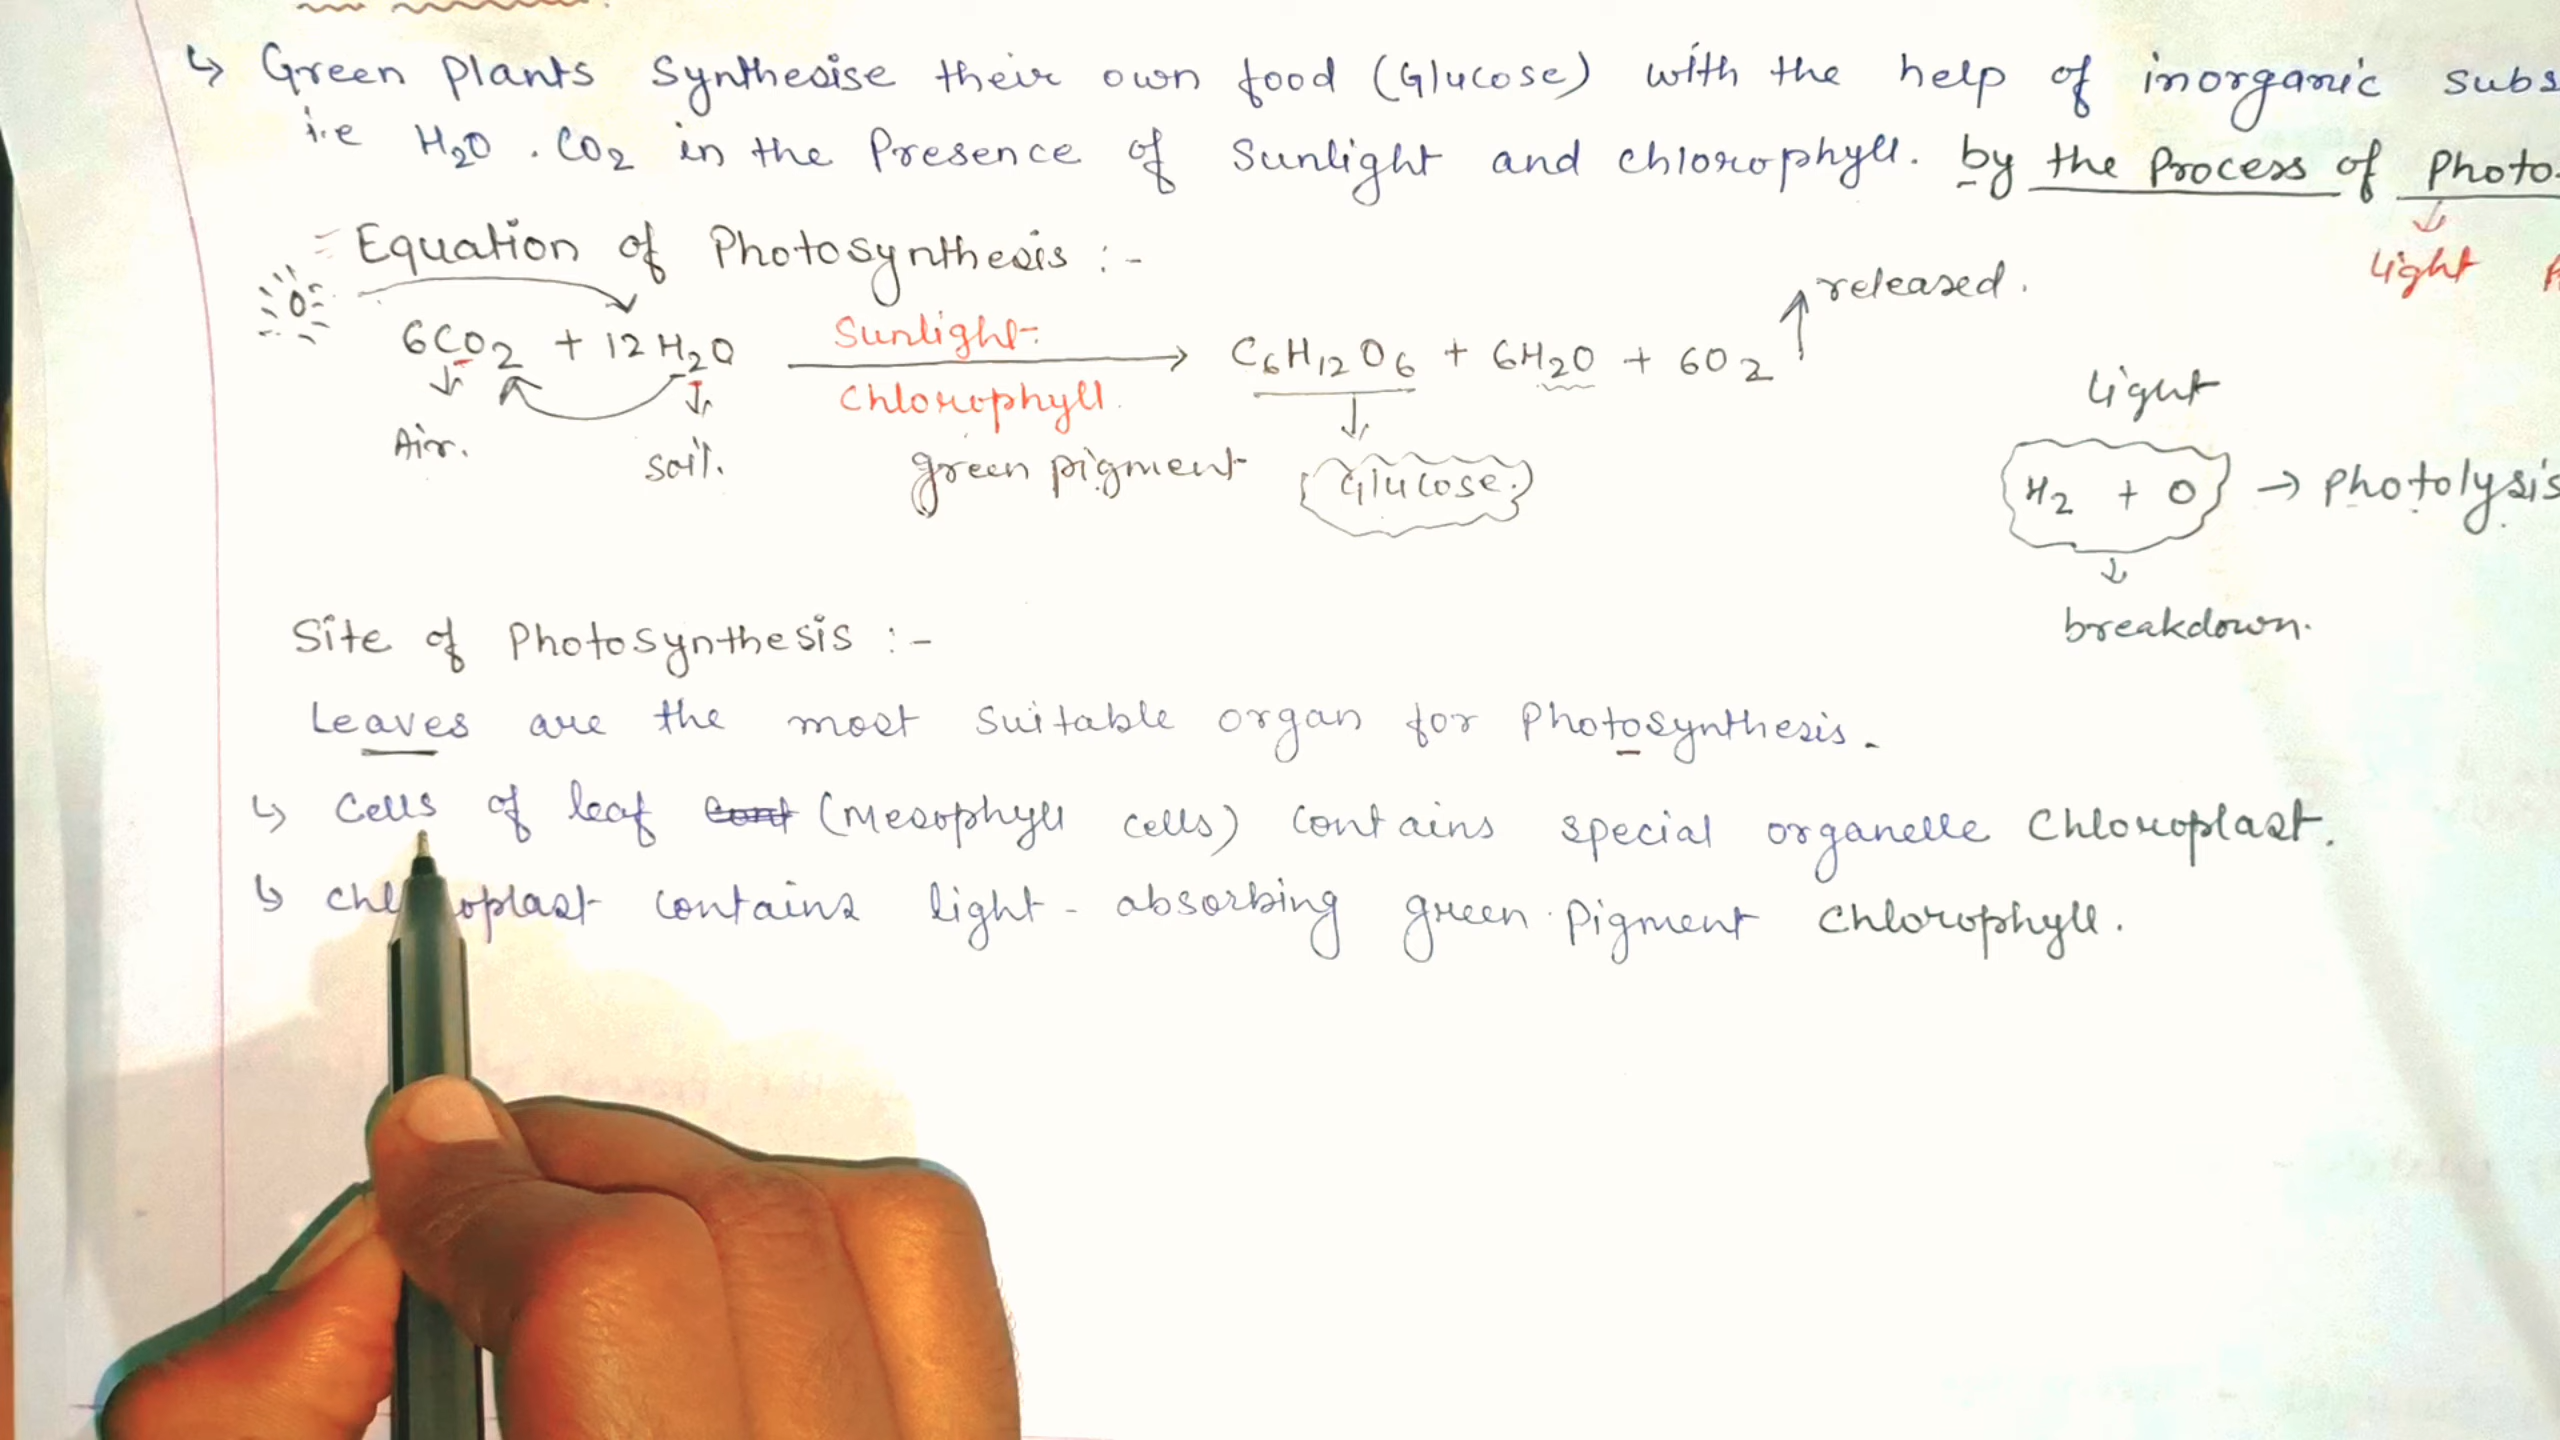 ↳ Green plants synthesise their own food (Glucose) with the help of inorganic subs
i.e H₂O . CO₂ in the Presence of Sunlight and chlorophyll. by the Process of Photo
light
Equation of Photosynthesis :-
released.
6CO₂ + 12H₂O Sunlight Chlorophyll → C₆H₁₂O₆ + 6H₂O + 6O₂ ↑
Air. soil. green pigment Glucose.
light
H₂ + O → Photolysis
breakdown.
Site of Photosynthesis :-
Leaves are the most suitable organ for Photosynthesis.
↳ Cells of leaf (Mesophyll cells) contains special organelle Chloroplast.
↳ contains light-absorbing green Pigment Chlorophyll.